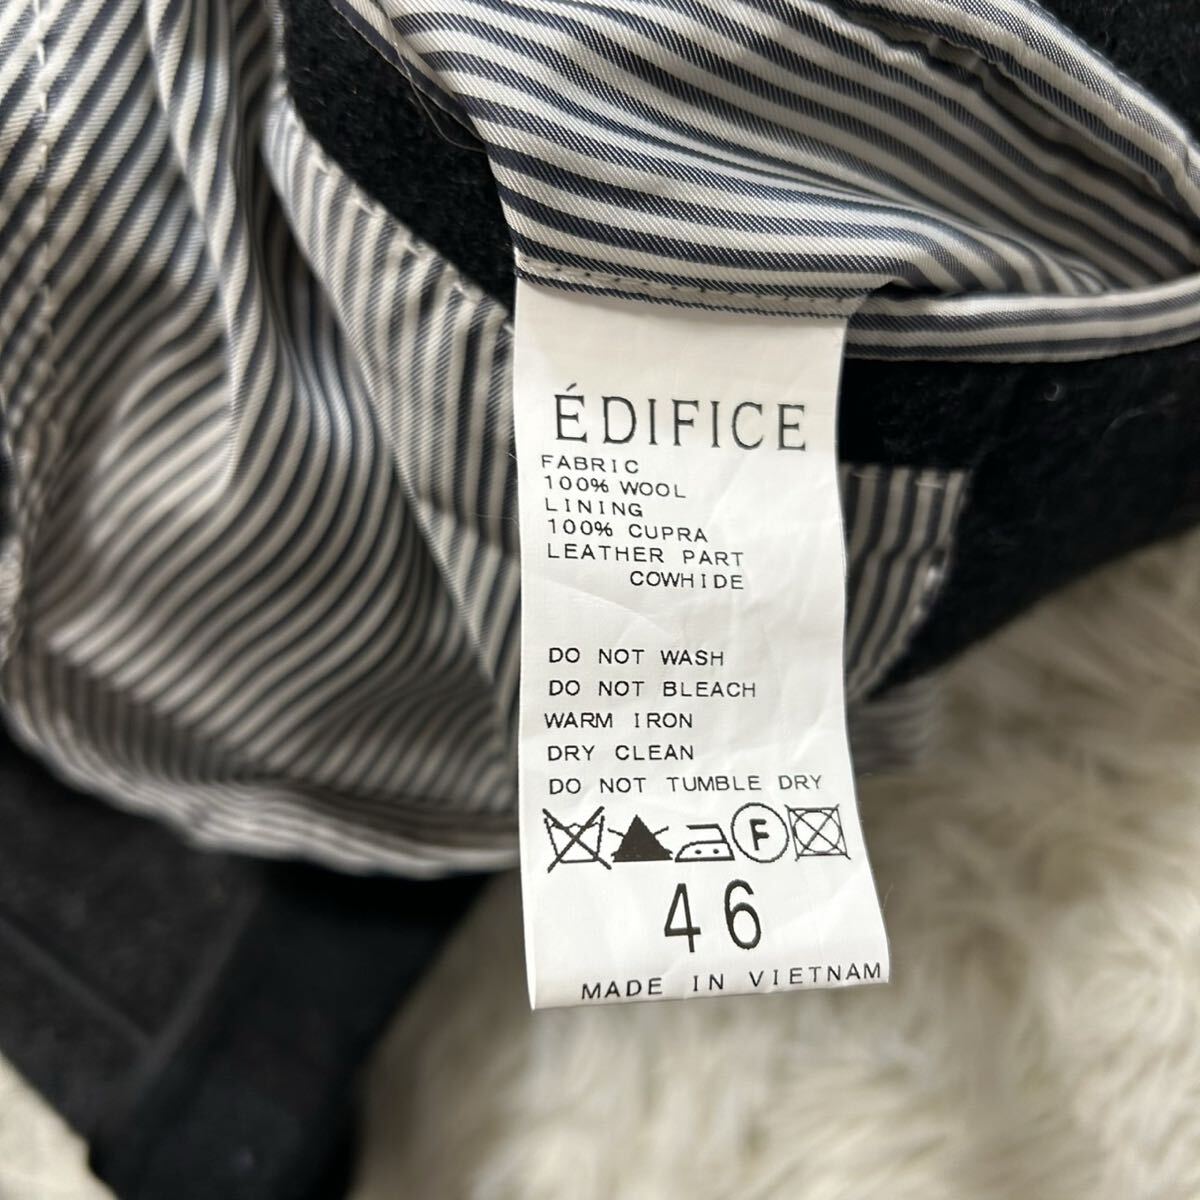 ÉDIFICE
FABRIC
100% WOOL
LINING
100% CUPRA
LEATHER PART
COWHIDE
DO NOT WASH
DO NOT BLEACH
WARM IRON
DRY CLEAN
DO NOT TUMBLE DRY
F
46
MADE IN VIETNAM